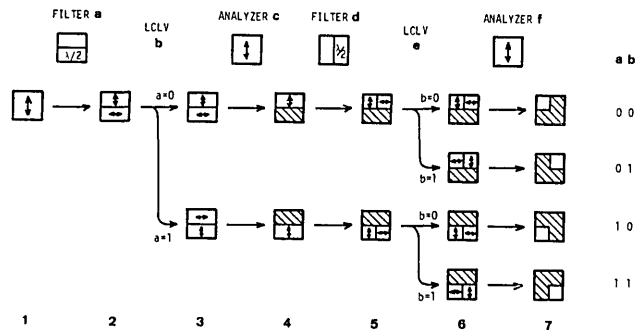 FILTER a
LCLV
b
ANALYZER c
FILTER d
LCLV
e
ANALYZER f
λ/2
λ/2
a b
a=0
b=0
0 0
b=1
0 1
a=1
b=0
1 0
b=1
1 1
1 2 3 4 5 6 7